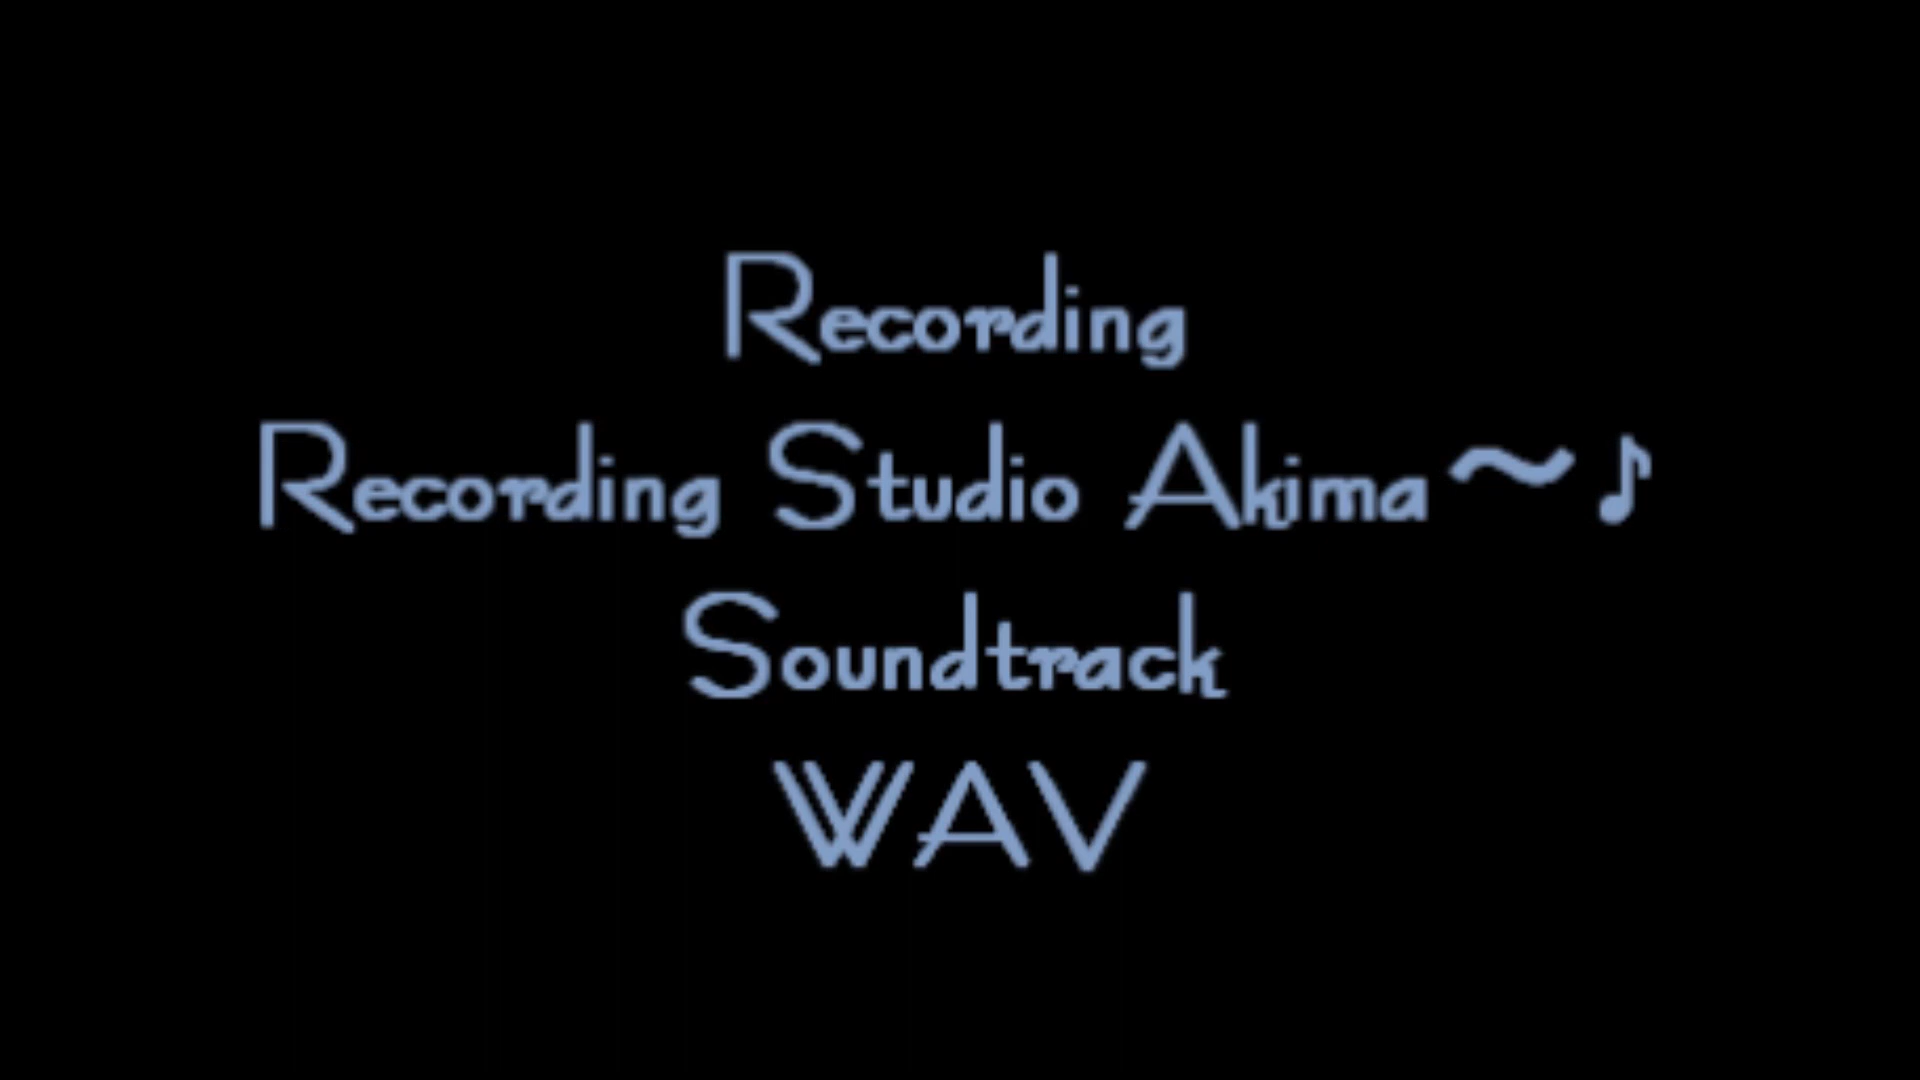 Recording
Recording Studio Akima～♪
Soundtrack
WAV